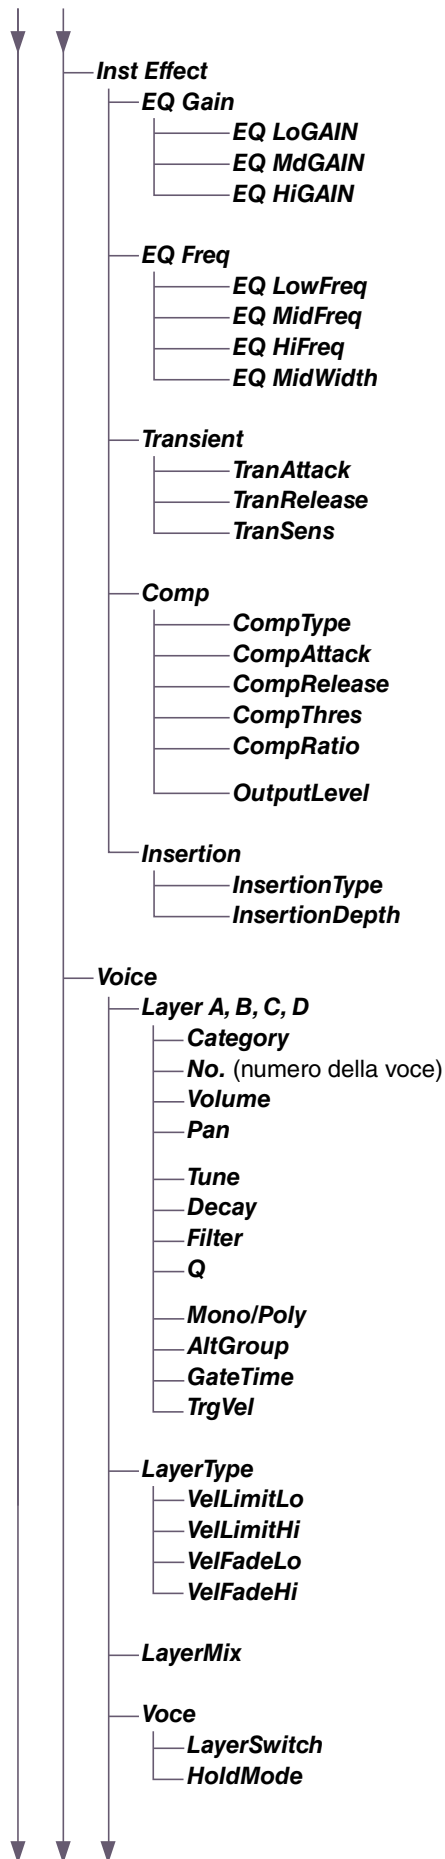 Inst Effect
EQ Gain
EQ LoGAIN
EQ MdGAIN
EQ HiGAIN
EQ Freq
EQ LowFreq
EQ MidFreq
EQ HiFreq
EQ MidWidth
Transient
TranAttack
TranRelease
TranSens
Comp
CompType
CompAttack
CompRelease
CompThres
CompRatio
OutputLevel
Insertion
InsertionType
InsertionDepth
Voice
Layer A, B, C, D
Category
No. (numero della voce)
Volume
Pan
Tune
Decay
Filter
Q
Mono/Poly
AltGroup
GateTime
TrgVel
LayerType
VelLimitLo
VelLimitHi
VelFadeLo
VelFadeHi
LayerMix
Voce
LayerSwitch
HoldMode